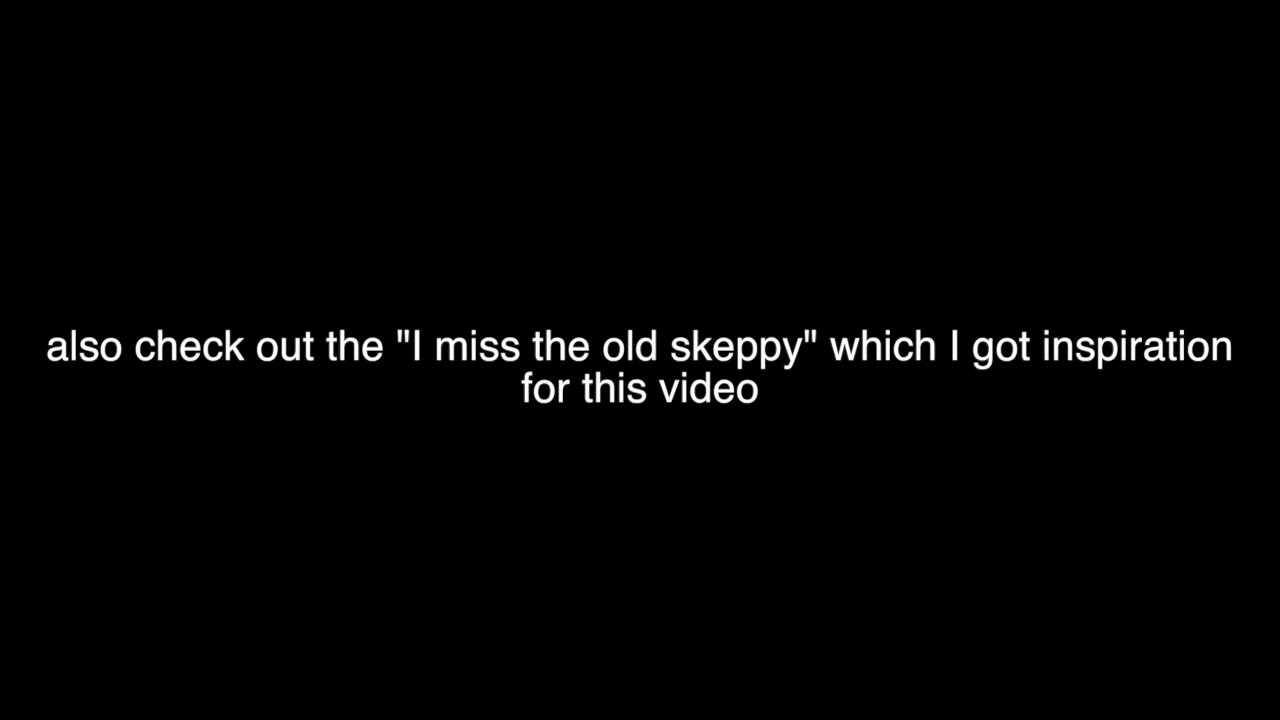 also check out the "I miss the old skeppy" which I got inspiration
for this video